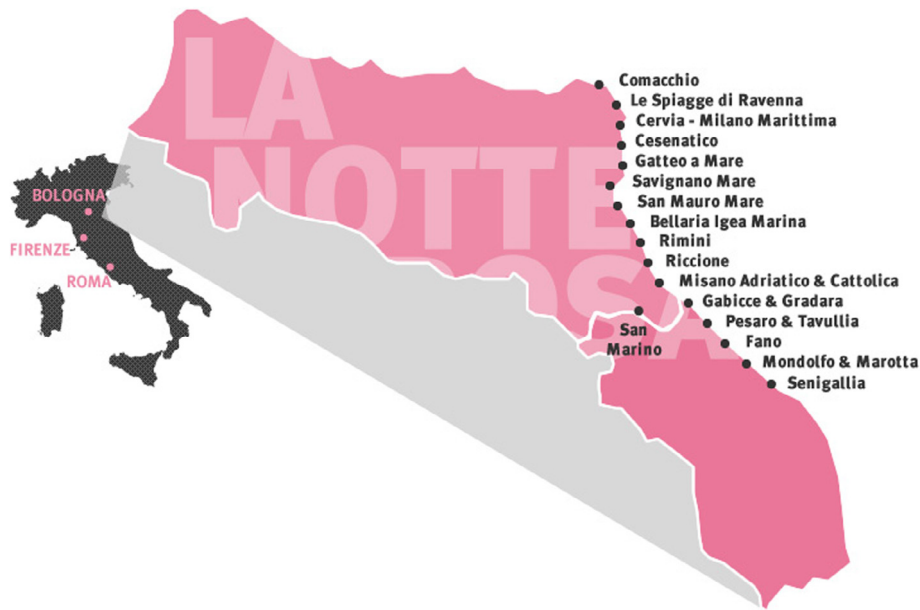 LA
NOTTE
ROSA
BOLOGNA
FIRENZE
ROMA
Comacchio
Le Spiagge di Ravenna
Cervia - Milano Marittima
Cesenatico
Gatteo a Mare
Savignano Mare
San Mauro Mare
Bellaria Igea Marina
Rimini
Riccione
Misano Adriatico & Cattolica
Gabicce & Gradara
Pesaro & Tavullia
Fano
Mondolfo & Marotta
Senigallia
San
Marino